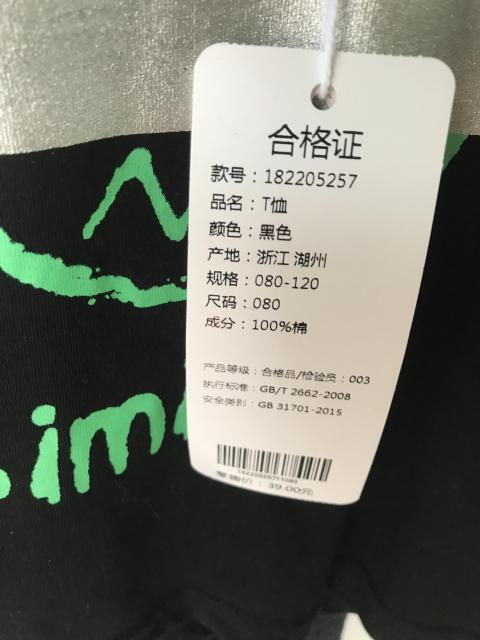 合格证
款号：182205257
品名：T恤
颜色：黑色
产地：浙江 湖州
规格：080-120
尺码：080
成分：100%棉
产品等级：合格品/检验员：003
执行标准：GB/T 2662-2008
安全类别：GB 31701-2015
零售价：39.00元
.im